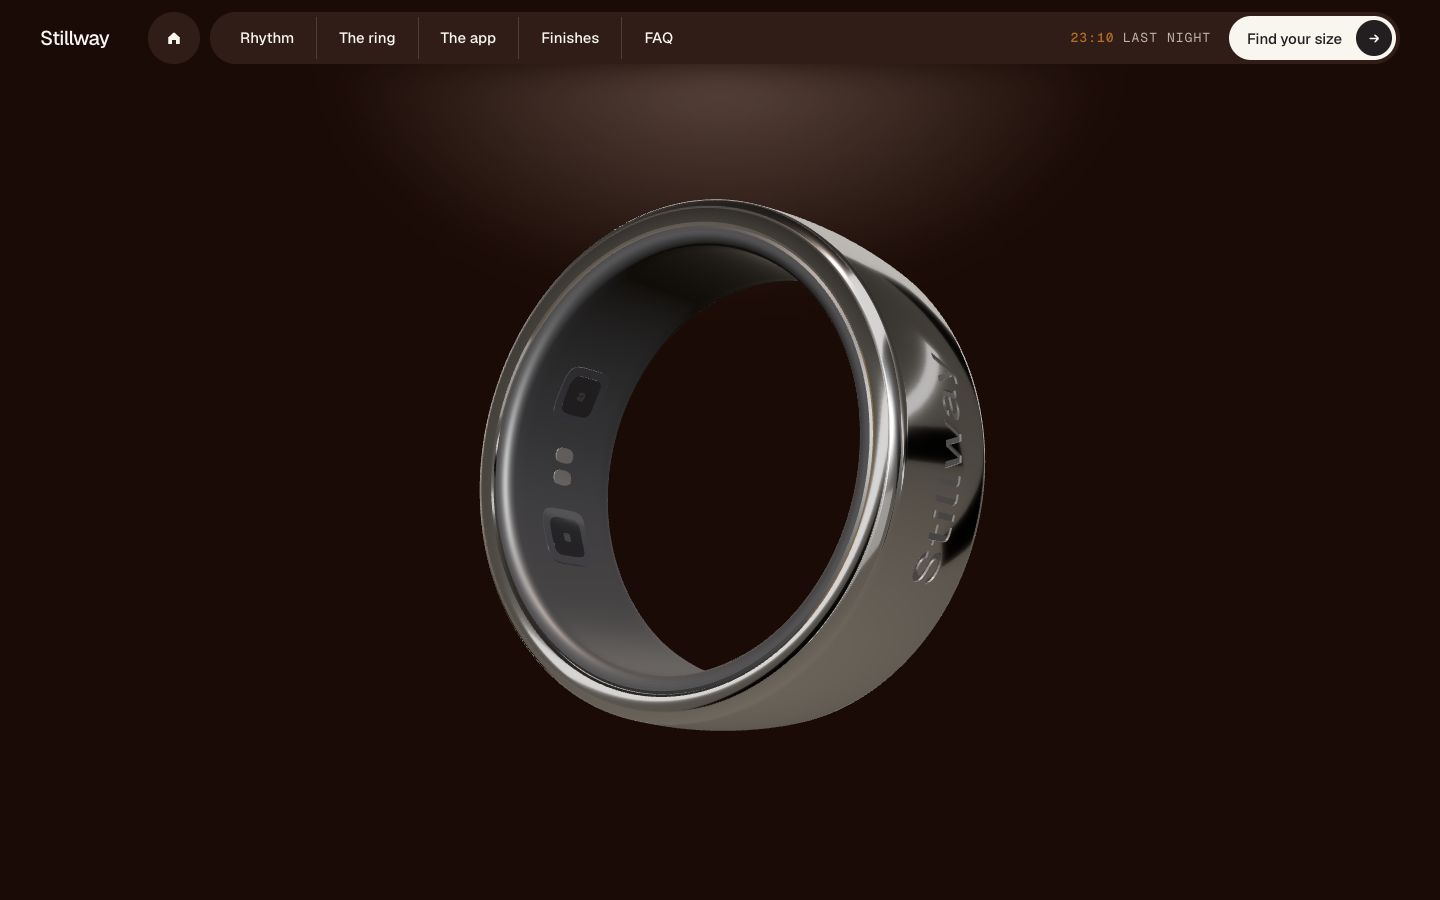 Stillway
Rhythm
The ring
The app
Finishes
FAQ
23:10 LAST NIGHT
Find your size
Stillway